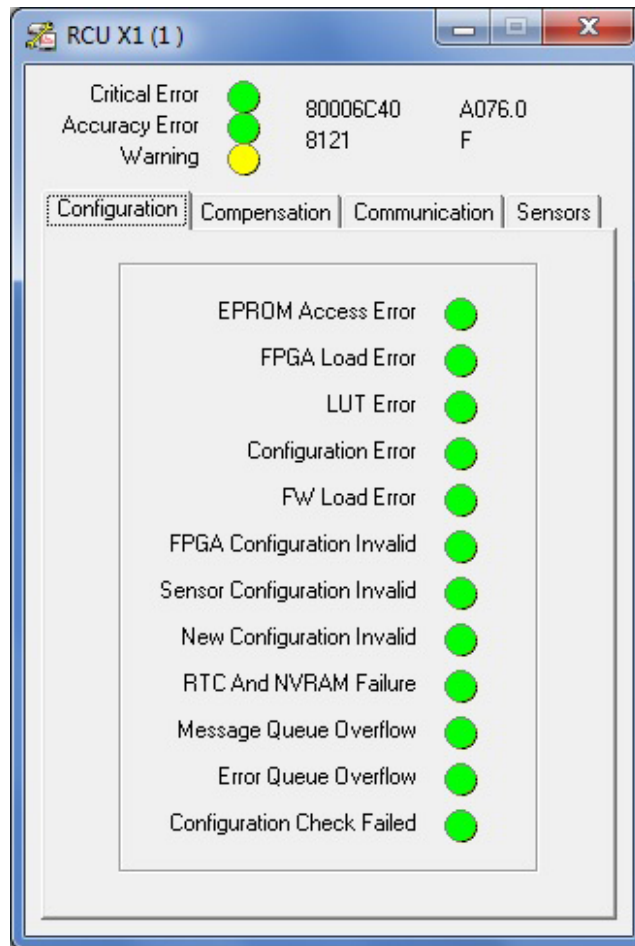 RCU X1 (1 )
Critical Error 80006C40 A076.0
Accuracy Error 8121 F
Warning
Configuration Compensation Communication Sensors
EPROM Access Error
FPGA Load Error
LUT Error
Configuration Error
FW Load Error
FPGA Configuration Invalid
Sensor Configuration Invalid
New Configuration Invalid
RTC And NVRAM Failure
Message Queue Overflow
Error Queue Overflow
Configuration Check Failed